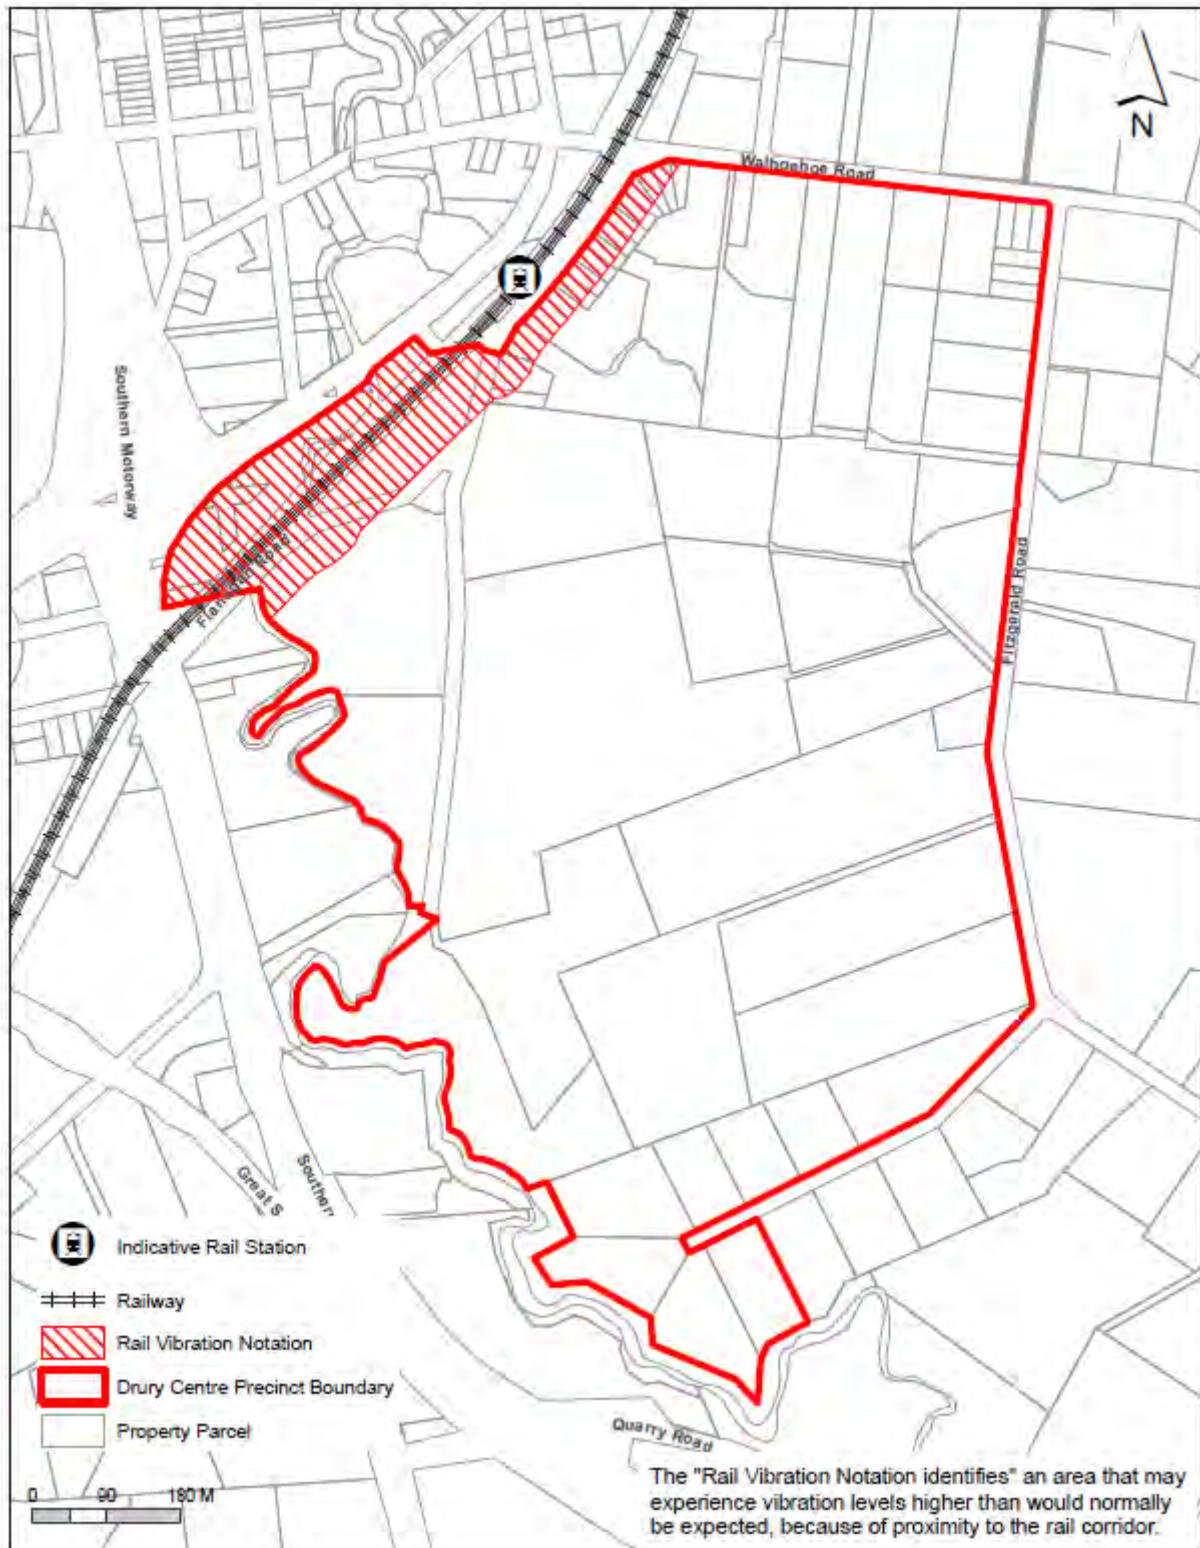 N
Waihoehoe Road
Southern Motorway
Flanagan Road
Fitzgerald Road
Great S
Southern
Indicative Rail Station
Railway
Rail Vibration Notation
Drury Centre Precinct Boundary
Property Parcel
Quarry Road
0 90 180 M
The "Rail Vibration Notation identifies" an area that may
experience vibration levels higher than would normally
be expected, because of proximity to the rail corridor.